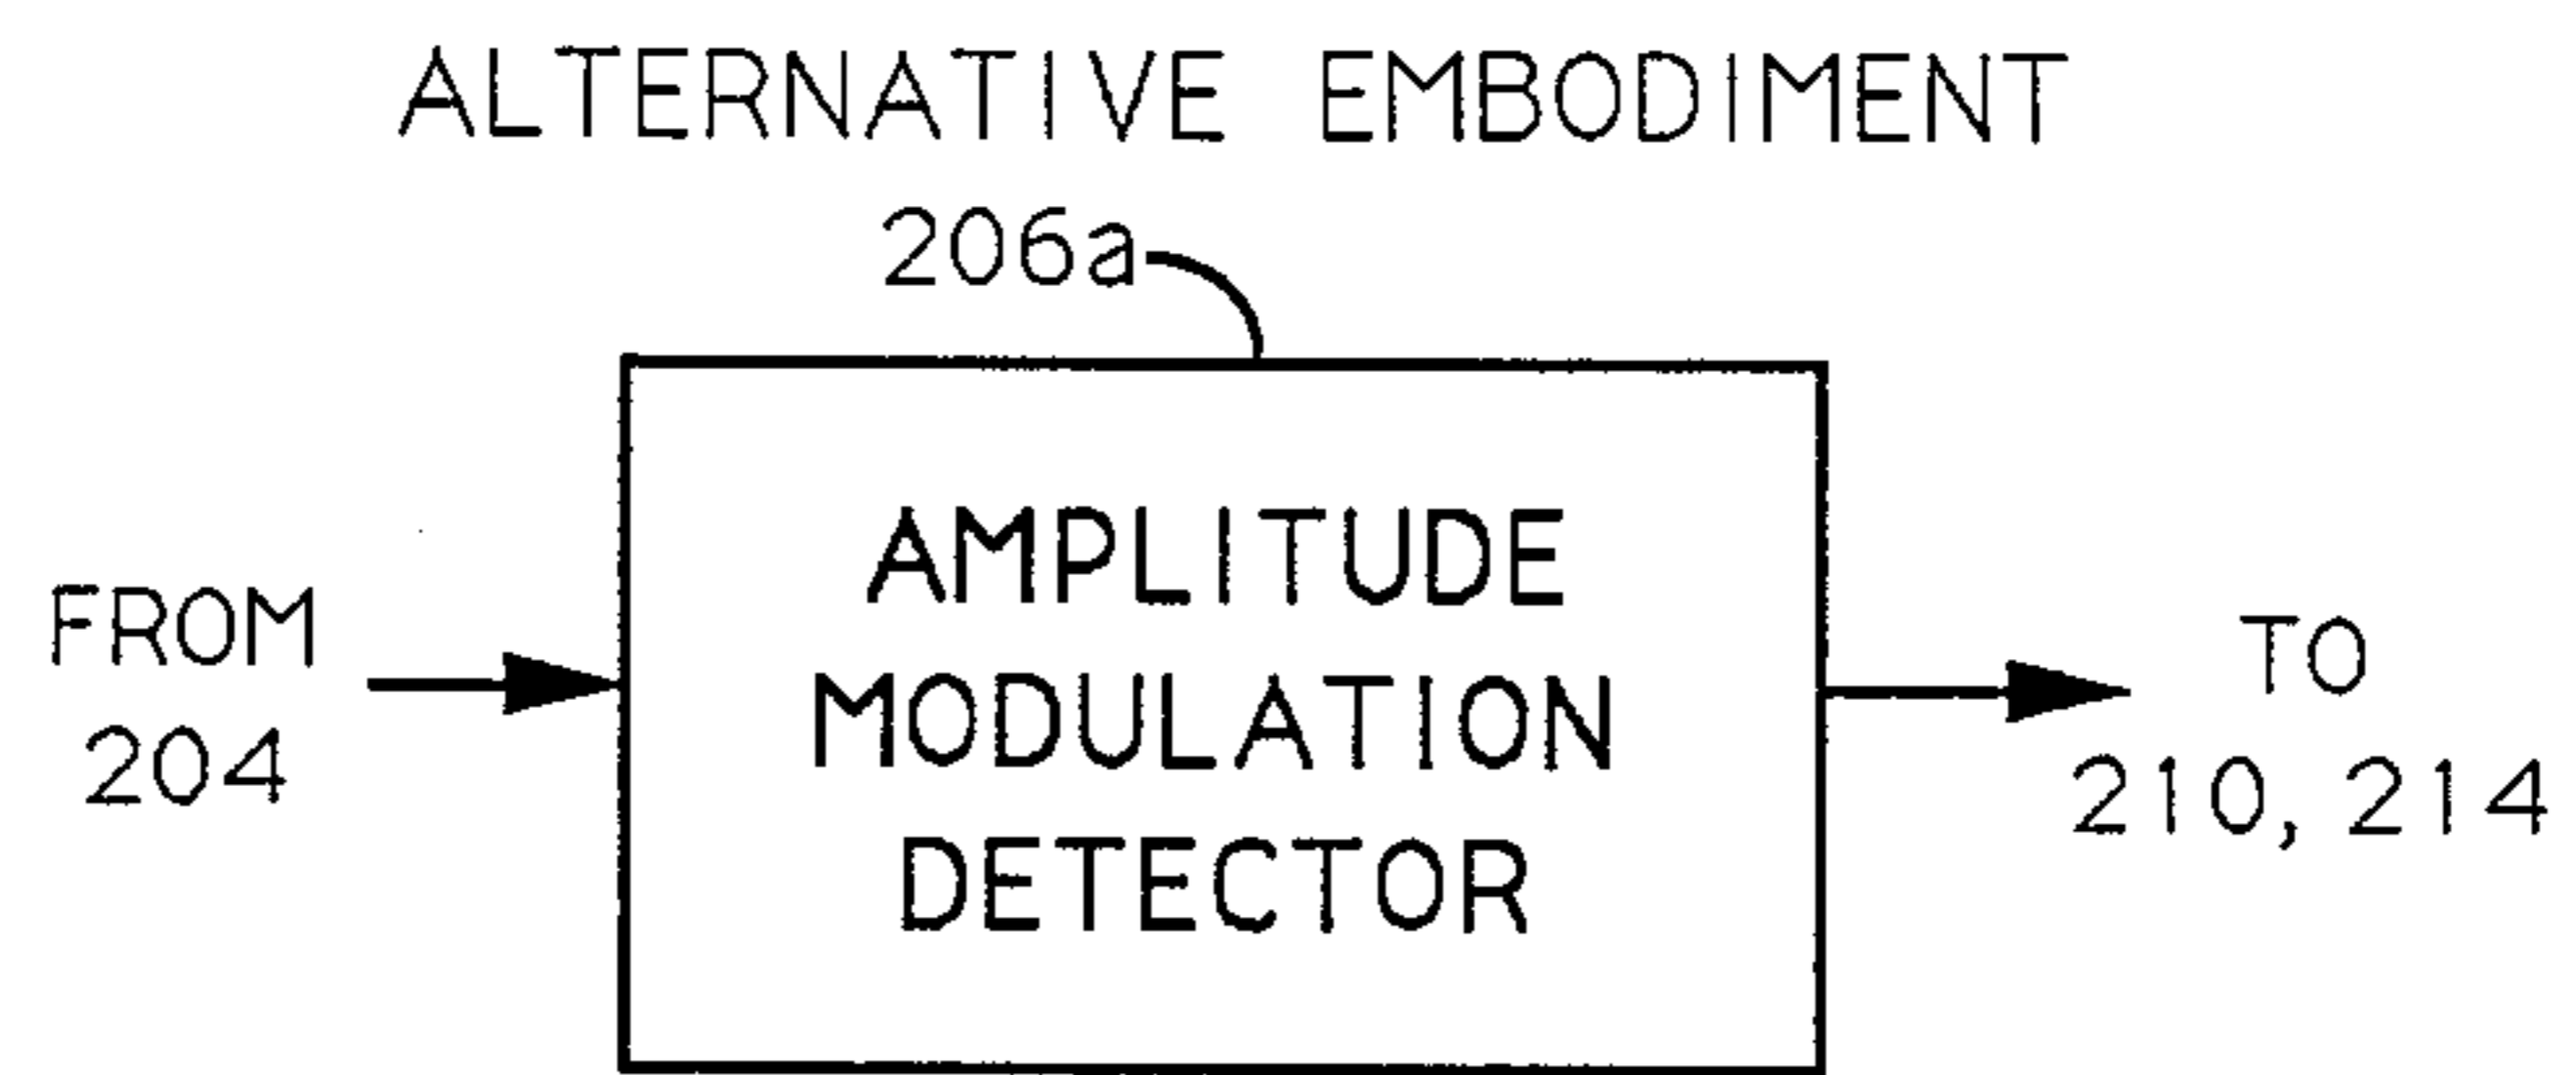 ALTERNATIVE EMBODIMENT
206a
AMPLITUDE
MODULATION
DETECTOR
FROM
204
TO
210, 214